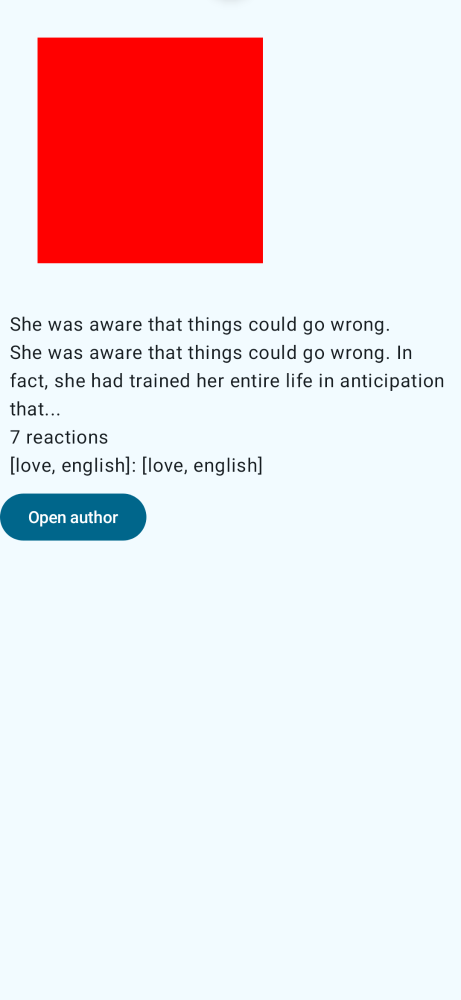 She was aware that things could go wrong.
She was aware that things could go wrong. In
fact, she had trained her entire life in anticipation
that...
7 reactions
[love, english]: [love, english]
Open author